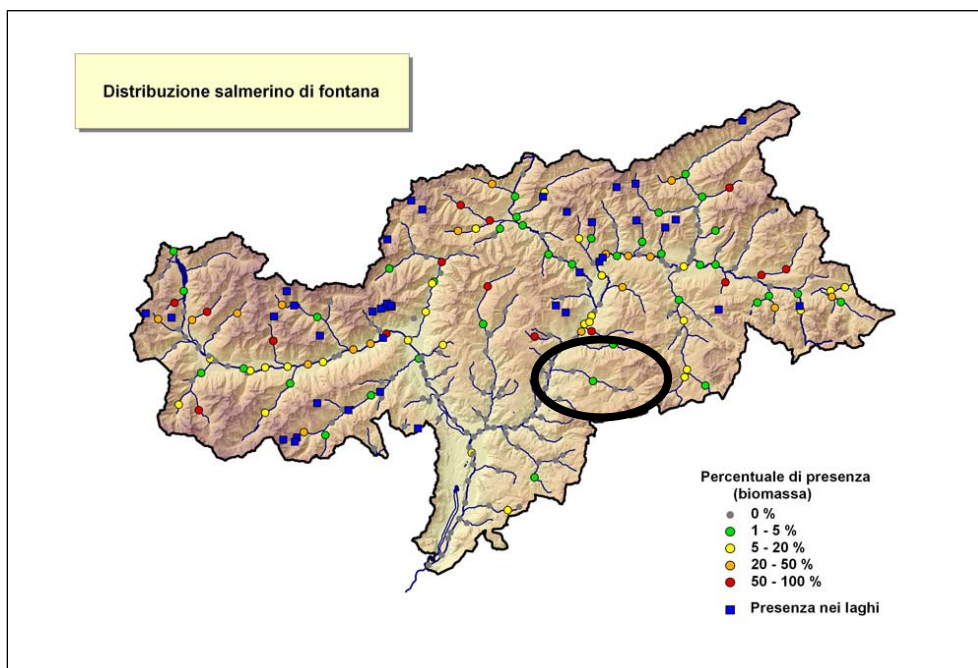 Distribuzione salmerino di fontana
Percentuale di presenza
(biomassa)
0 %
1 - 5 %
5 - 20 %
20 - 50 %
50 - 100 %
Presenza nei laghi